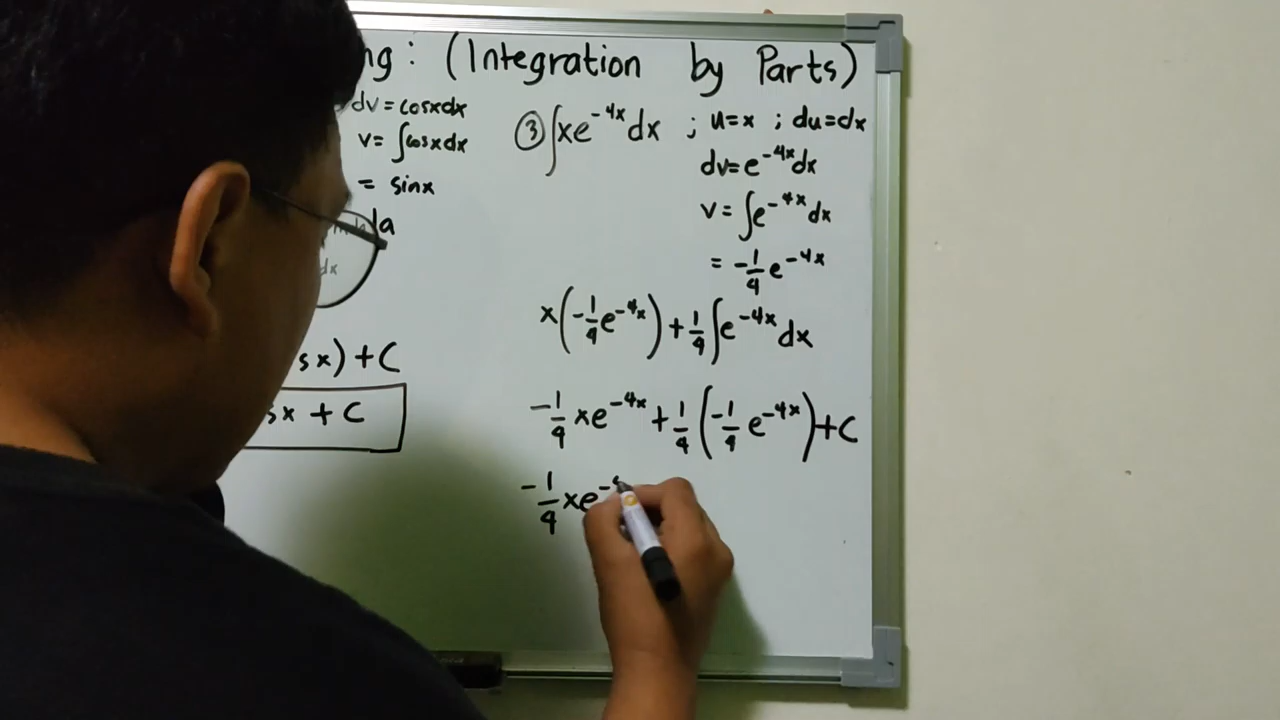 : (Integration by Parts)
dv = cosxdx
v = ∫cosxdx
= sinx
sx) + C
x + C
③ ∫xe^{-4x}dx ; u=x ; du=dx
dv=e^{-4x}dx
v = ∫e^{-4x}dx
= -1/4 e^{-4x}
x(-1/4 e^{-4x}) + 1/4 ∫e^{-4x}dx
-1/4 xe^{-4x} + 1/4 (-1/4 e^{-4x}) + C
-1/4 xe^-